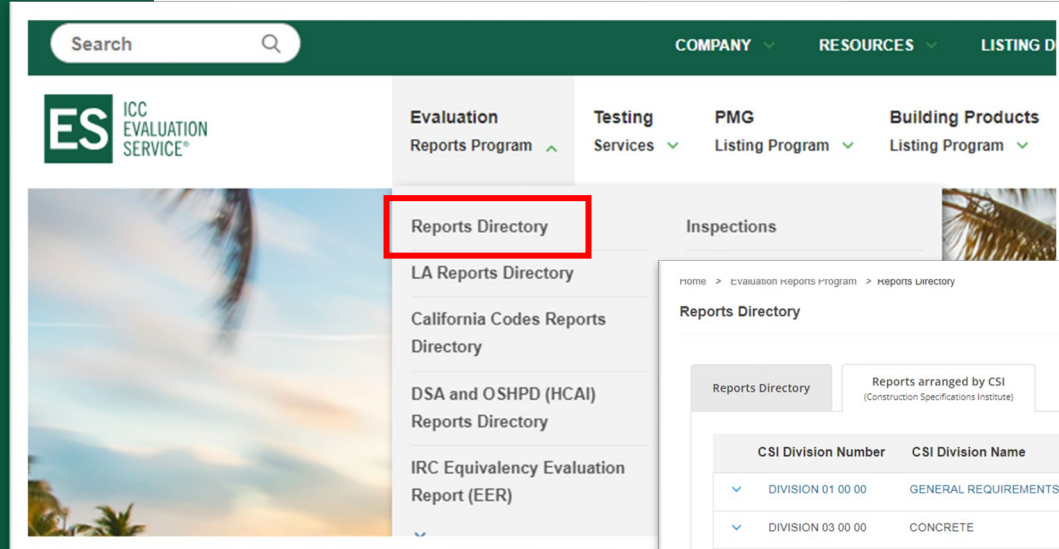 Search
COMPANY
RESOURCES
LISTING D
ES
ICC
EVALUATION
SERVICE®
Evaluation
Reports Program
Testing
Services
PMG
Listing Program
Building Products
Listing Program
Reports Directory
LA Reports Directory
California Codes Reports
Directory
DSA and OSHPD (HCAI)
Reports Directory
IRC Equivalency Evaluation
Report (EER)
Inspections
Home > Evaluation Reports Program > Reports Directory
Reports Directory
Reports Directory
Reports arranged by CSI
(Construction Specifications Institute)
CSI Division Number CSI Division Name
DIVISION 01 00 00 GENERAL REQUIREMENTS
DIVISION 03 00 00 CONCRETE